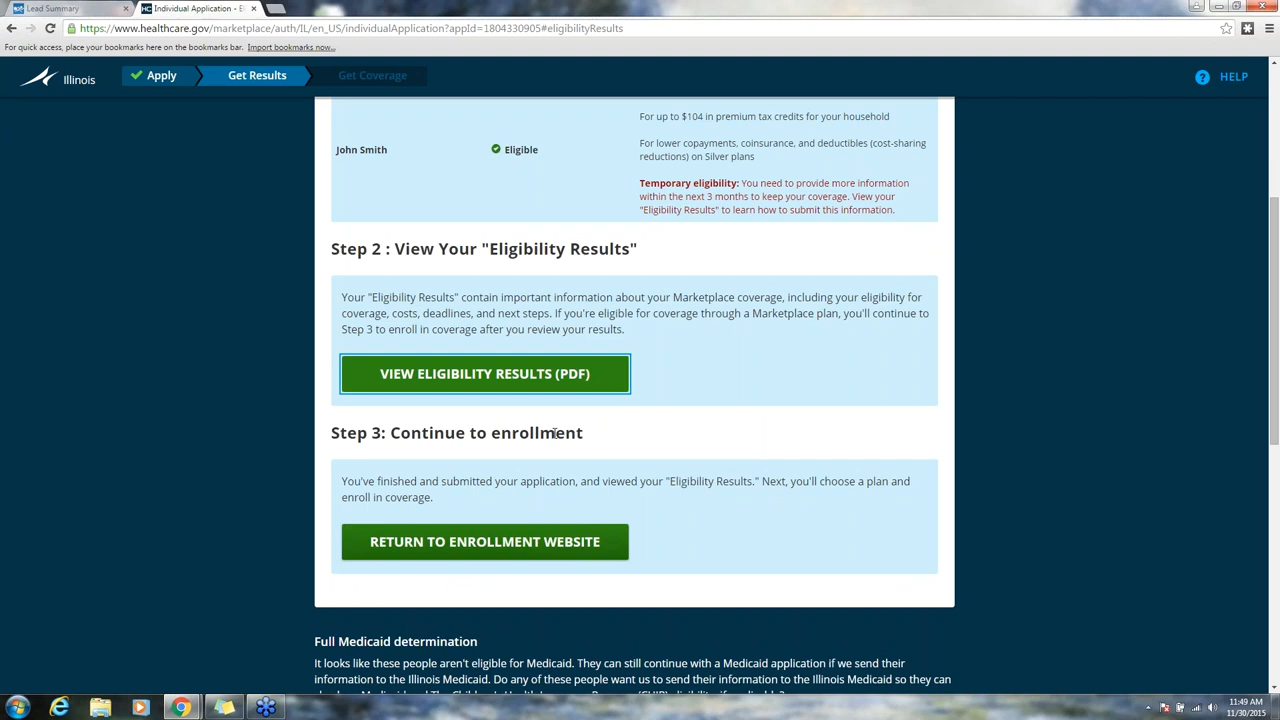 Lead Summary
Individual Application - E
https://www.healthcare.gov/marketplace/auth/IL/en_US/individualApplication?appId=1804330905#eligibilityResults
For quick access, place your bookmarks here on the bookmarks bar. Import bookmarks now...
Illinois
Apply
Get Results
Get Coverage
HELP
For up to $104 in premium tax credits for your household
John Smith
Eligible
For lower copayments, coinsurance, and deductibles (cost-sharing
reductions) on Silver plans
Temporary eligibility: You need to provide more information
within the next 3 months to keep your coverage. View your
"Eligibility Results" to learn how to submit this information.
Step 2 : View Your "Eligibility Results"
Your "Eligibility Results" contain important information about your Marketplace coverage, including your eligibility for
coverage, costs, deadlines, and next steps. If you're eligible for coverage through a Marketplace plan, you'll continue to
Step 3 to enroll in coverage after you review your results.
VIEW ELIGIBILITY RESULTS (PDF)
Step 3: Continue to enrollment
You've finished and submitted your application, and viewed your "Eligibility Results." Next, you'll choose a plan and
enroll in coverage.
RETURN TO ENROLLMENT WEBSITE
Full Medicaid determination
It looks like these people aren't eligible for Medicaid. They can still continue with a Medicaid application if we send their
information to the Illinois Medicaid. Do any of these people want us to send their information to the Illinois Medicaid so they can
11:49 AM
11/30/2015